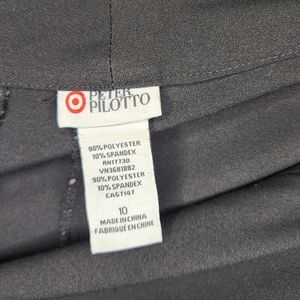 PETER
PILOTTO
90% POLYESTER
10% SPANDEX
RN17730
VN3681882
90% POLYESTER
10% SPANDEX
CA57147
10
MADE IN CHINA
FABRIQUÉ EN CHINE